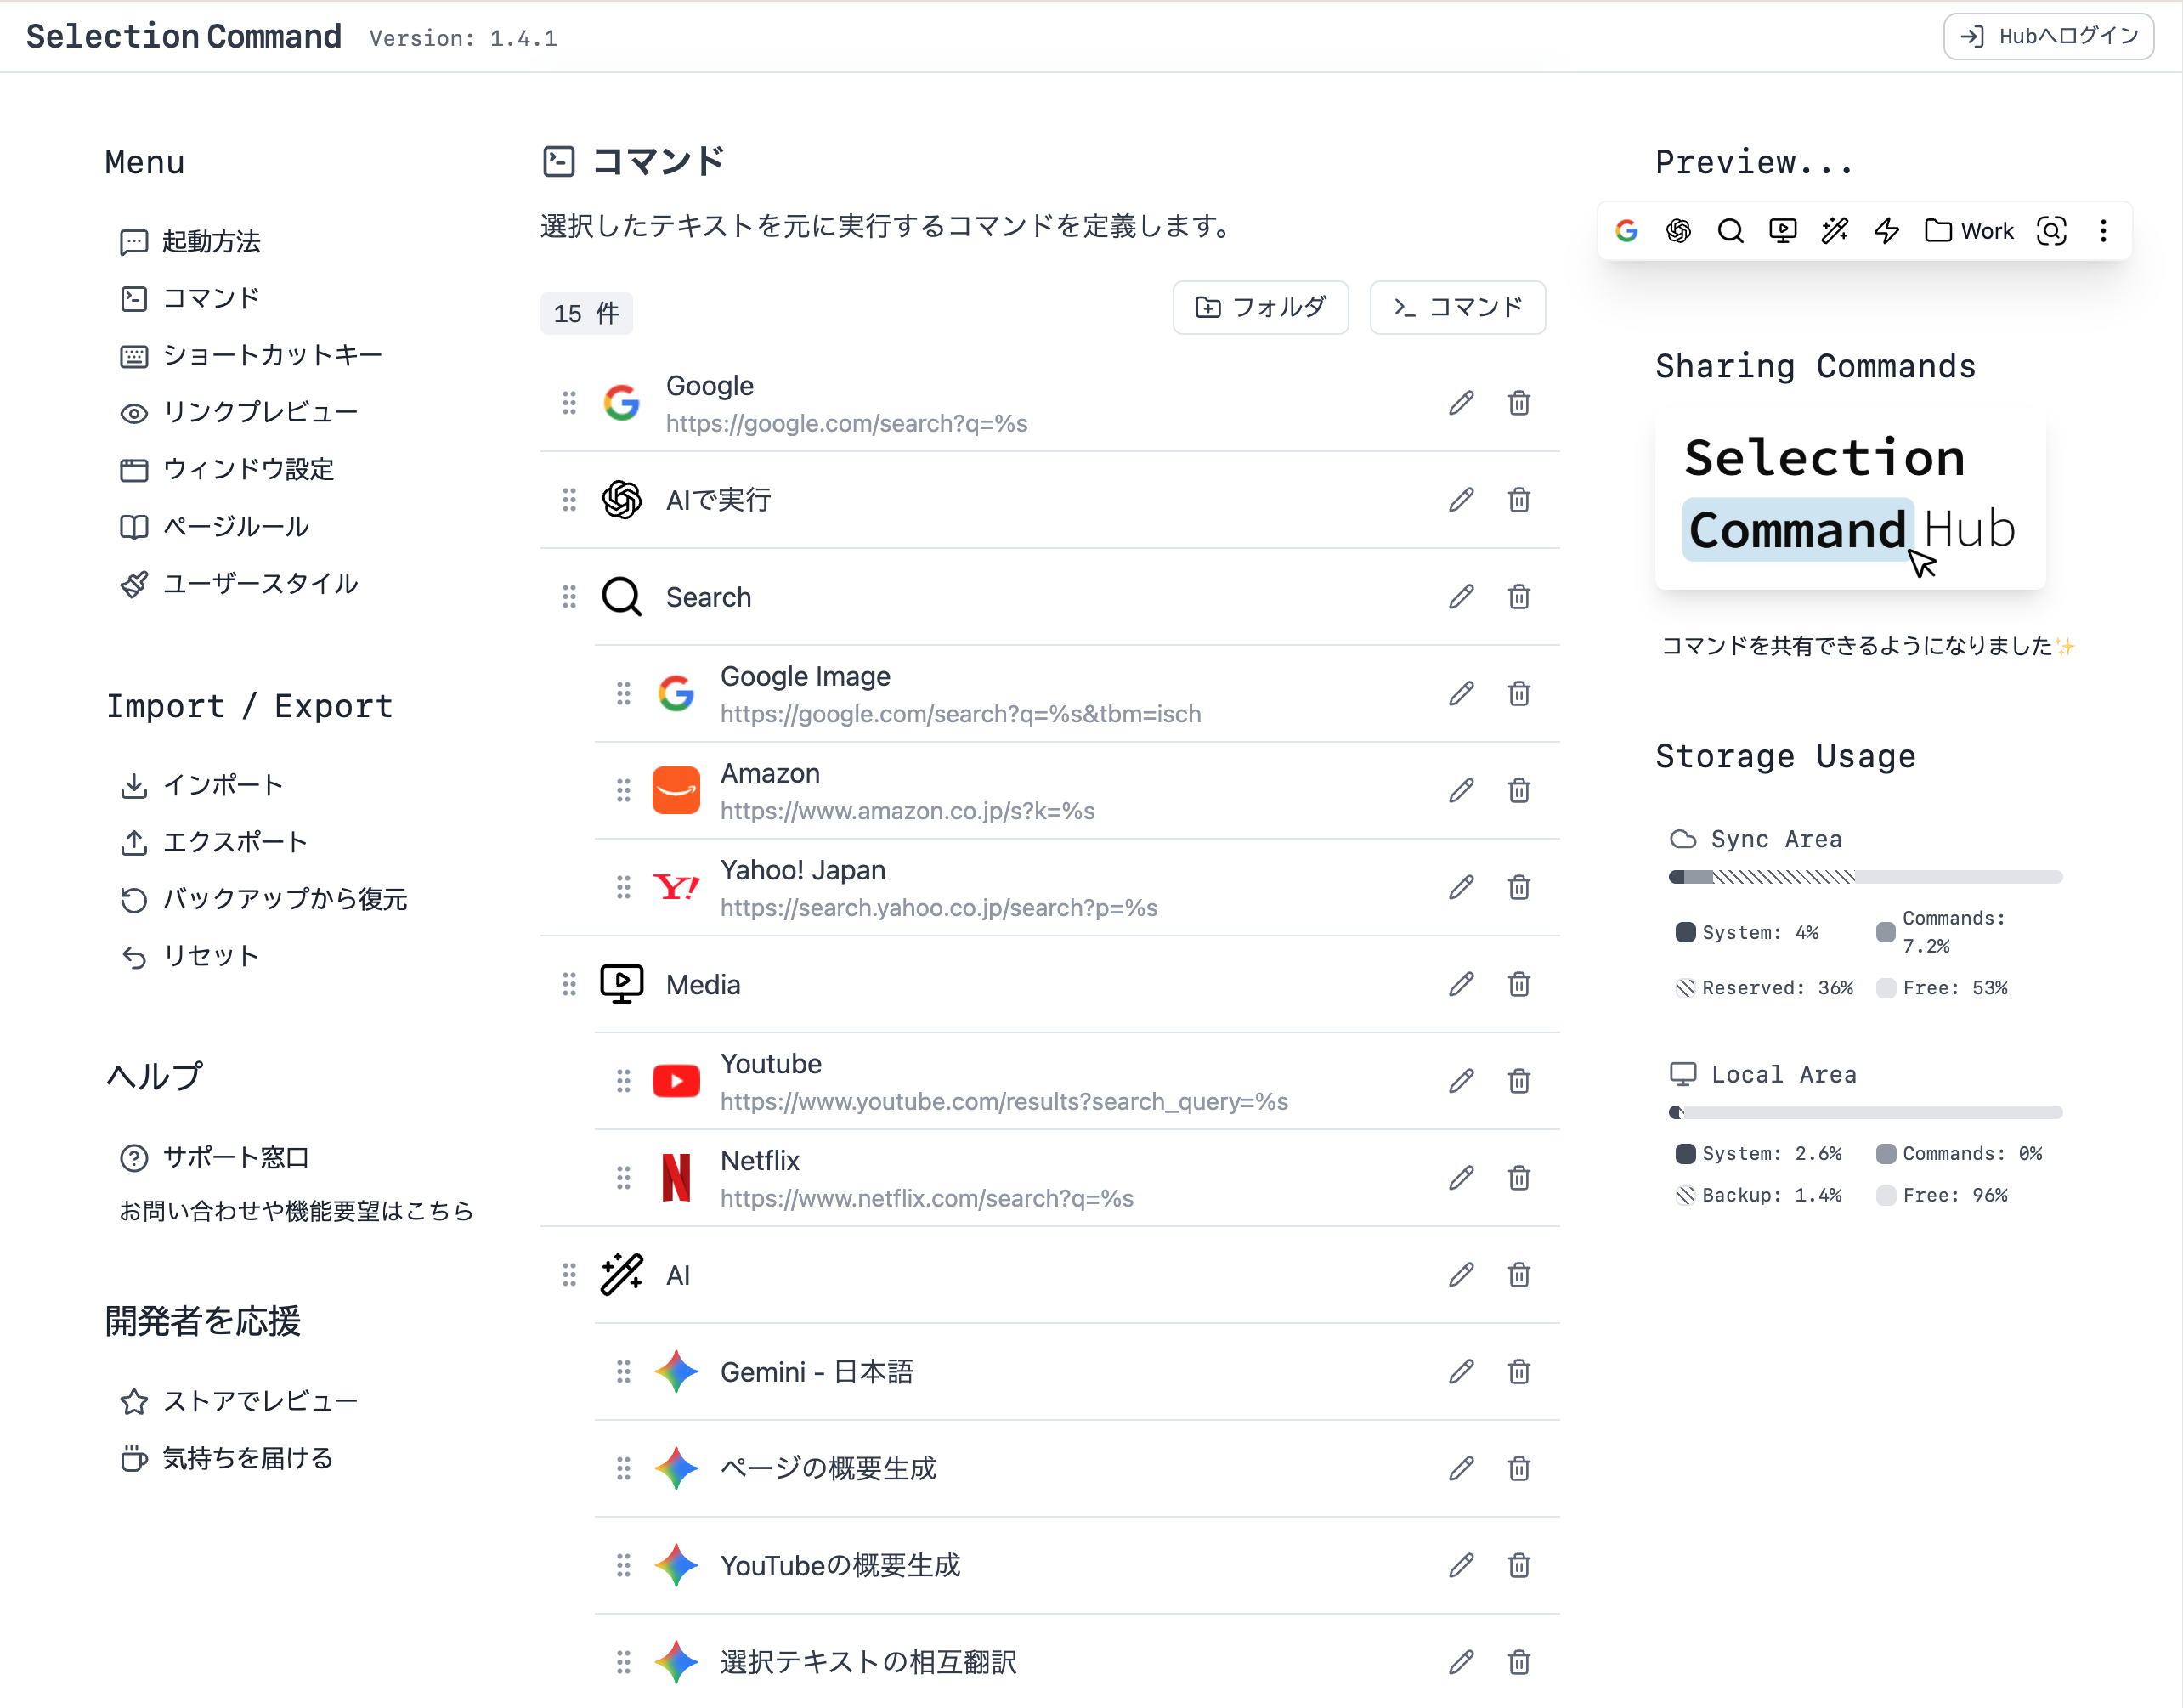 Selection Command Version: 1.4.1
Hubへログイン
Menu
起動方法
コマンド
ショートカットキー
リンクプレビュー
ウィンドウ設定
ページルール
ユーザースタイル
Import / Export
インポート
エクスポート
バックアップから復元
リセット
ヘルプ
サポート窓口
お問い合わせや機能要望はこちら
開発者を応援
ストアでレビュー
気持ちを届ける
コマンド
選択したテキストを元に実行するコマンドを定義します。
15 件
フォルダ
コマンド
Google
https://google.com/search?q=%s
AIで実行
Search
Google Image
https://google.com/search?q=%s&tbm=isch
Amazon
https://www.amazon.co.jp/s?k=%s
Yahoo! Japan
https://search.yahoo.co.jp/search?p=%s
Media
Youtube
https://www.youtube.com/results?search_query=%s
Netflix
https://www.netflix.com/search?q=%s
AI
Gemini - 日本語
ページの概要生成
YouTubeの概要生成
選択テキストの相互翻訳
Preview...
Work
Sharing Commands
Selection
Command Hub
コマンドを共有できるようになりました✨
Storage Usage
Sync Area
System: 4%
Commands:
7.2%
Reserved: 36%
Free: 53%
Local Area
System: 2.6%
Commands: 0%
Backup: 1.4%
Free: 96%